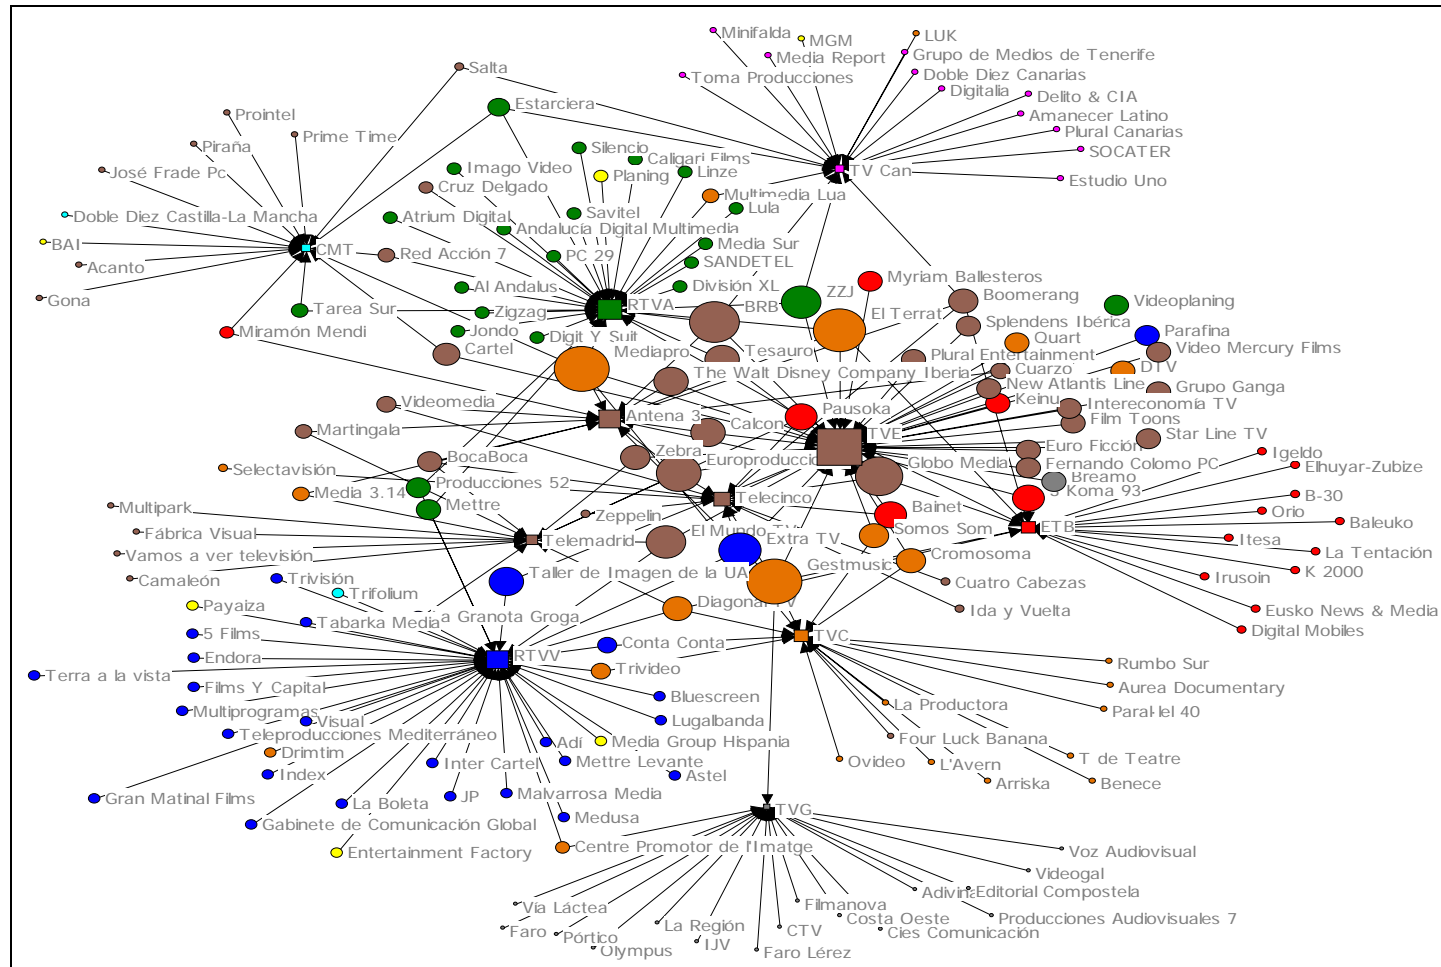 Minifalda
MGM
LUK
Media Report
Grupo de Medios de Tenerife
Salta
Toma Producciones
Doble Diez Canarias
Digitalia
Delito & CIA
Estarciera
Amanecer Latino
Prointel
Plural Canarias
Prime Time
Piraña
Silencio
SOCATER
José Frade Pc
Imago Video
Caligari Films
Linze
TV Can
Planing
Estudio Uno
Cruz Delgado
Multimedia Lua
Doble Diez Castilla-La Mancha
Atrium Digital
Savitel
Lula
Andalucía Digital Multimedia
BAI
CMT
Red Acción 7
PC 29
Media Sur
Acanto
SANDETEL
Al Andalus
División XL
Myriam Ballesteros
Gona
ZZJ
Boomerang
Tarea Sur
Zigzag
RTVA
BRB
El Terrat
Videoplaning
Miramón Mendi
Jondo
Digit Y Suit
Splendens Ibérica
Parafina
Quart
Cartel
Mediapro
Tesauro
Plural Entertainment
Video Mercury Films
The Walt Disney Company Iberia
Cuarzo
DTV
New Atlantis Line
Grupo Ganga
Videomedia
Antena 3
Pausoka
Keinu
Intereconomía TV
Martingala
Calcon
TVE
Film Toons
Star Line TV
BocaBoca
Zebra
Euro Ficción
Igeldo
Selectavisión
Europroducció
Globo Media
Fernando Colomo PC
Elhuyar-Zubize
Producciones 52
Breamo
Media 3.14
Telecinco
3 Koma 93
B-30
Multipark
Mettre
Zeppelin
Bainet
Orio
Baleuko
Fábrica Visual
El Mundo TV
Somos Som
ETB
Telemadrid
Extra TV
Itesa
Vamos a ver televisión
Cromosoma
La Tentación
Camaleón
Taller de Imagen de la UA
Gestmusic
K 2000
Trivisión
Irusoin
Trifolium
Cuatro Cabezas
Payaiza
Tabarka Media
a Granota Groga
Diagonal TV
Ida y Vuelta
Eusko News & Media
5 Films
Digital Mobiles
Conta Conta
TVC
Endora
RTVV
Rumbo Sur
Terra a la vista
Trivideo
Films Y Capital
Aurea Documentary
Bluescreen
Multiprogramas
La Productora
Paral·lel 40
Visual
Lugalbanda
Teleproducciones Mediterráneo
Adí
Media Group Hispania
Four Luck Banana
Drimtim
Mettre Levante
Ovideo
L'Avern
T de Teatre
Index
Inter Cartel
Astel
Arriska
Benece
Gran Matinal Films
La Boleta
JP
Malvarrosa Media
TVG
Gabinete de Comunicación Global
Medusa
Entertainment Factory
Centre Promotor de l'Imatge
Voz Audiovisual
Videogal
Adivina
Editorial Compostela
Vía Láctea
Filmanova
La Región
Costa Oeste
Producciones Audiovisuales 7
Faro
Pórtico
CTV
Cies Comunicación
Olympus
IJV
Faro Lérez